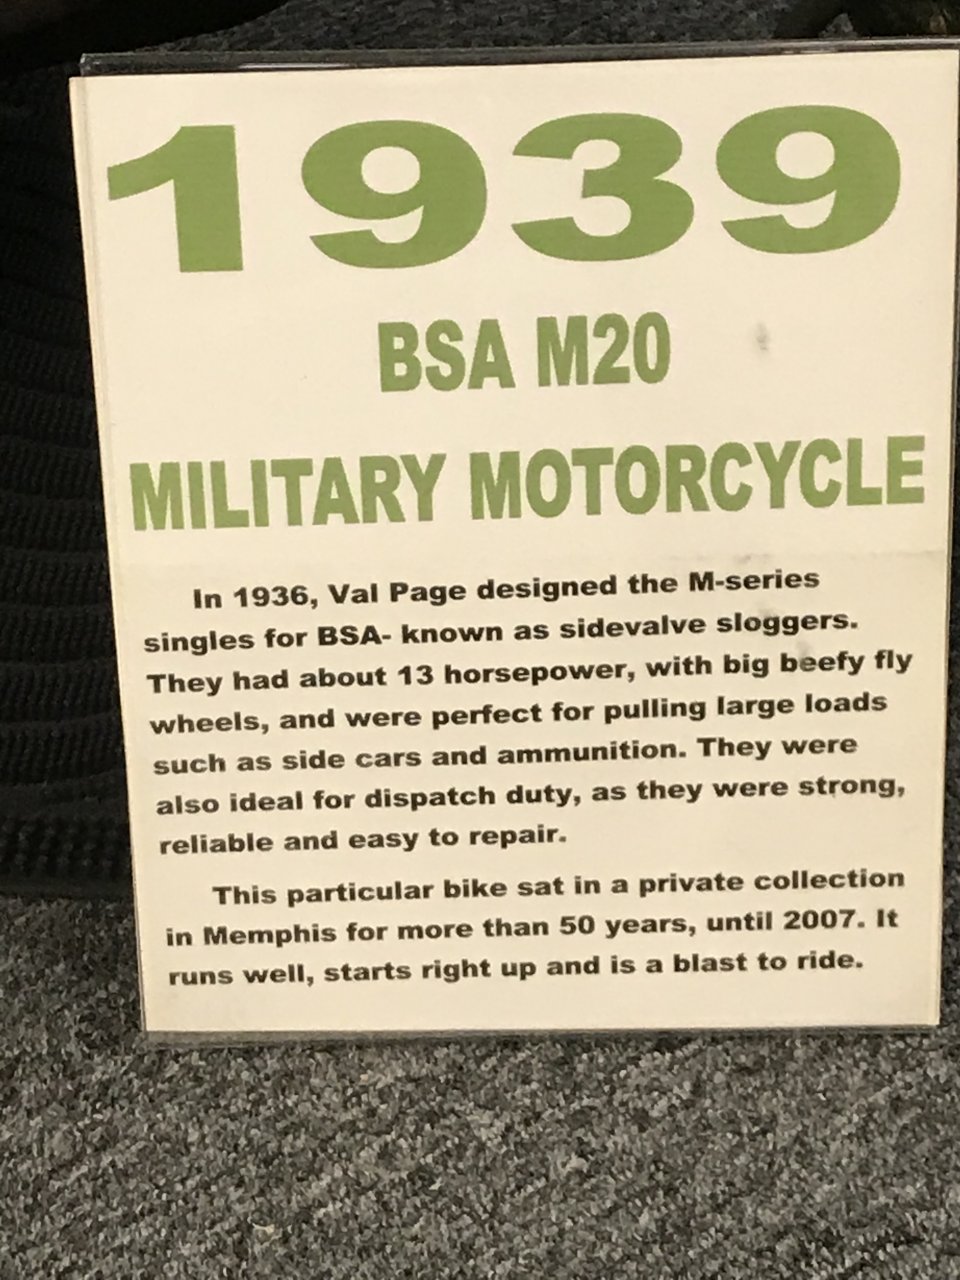 1939
BSA M20
MILITARY MOTORCYCLE
In 1936, Val Page designed the M-series
singles for BSA- known as sidevalve sloggers.
They had about 13 horsepower, with big beefy fly
wheels, and were perfect for pulling large loads
such as side cars and ammunition. They were
also ideal for dispatch duty, as they were strong,
reliable and easy to repair.
This particular bike sat in a private collection
in Memphis for more than 50 years, until 2007. It
runs well, starts right up and is a blast to ride.